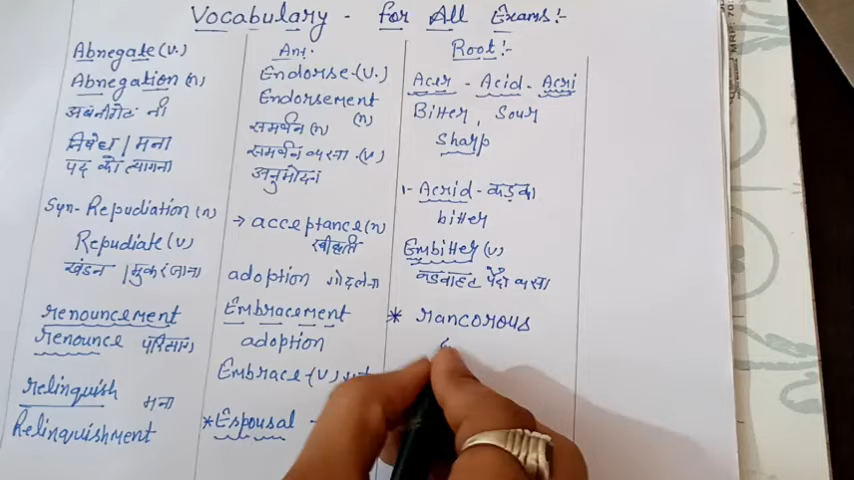 Vocabulary - for All Exams:-
Abnegate (v.)
Abnegation (n)
अबनीगेट नी
निषेध / मना
पद को त्यागना
Syn- Repudiation (n)
Repudiate (v)
खंडन / मुकर जाना
renouncement
renounce परित्याग
relinquish मना
Relinquishment
Ant.
Endorse-(v.)
Endorsement
(n)
समर्थन (n)
समर्थन करना .(v)
अनुमोदन
→ acceptance (n)
स्वीकृति
adoption गोद लेना
Embracement
adoption
Embrace-(v)
*Espousal -
Root:-
Acer - Acid - Acri
Bitter, Sour
Sharp
1- Acrid - कड़वा
bitter
Embitter (v)
कडवाहट पैदा करना
* rancorous